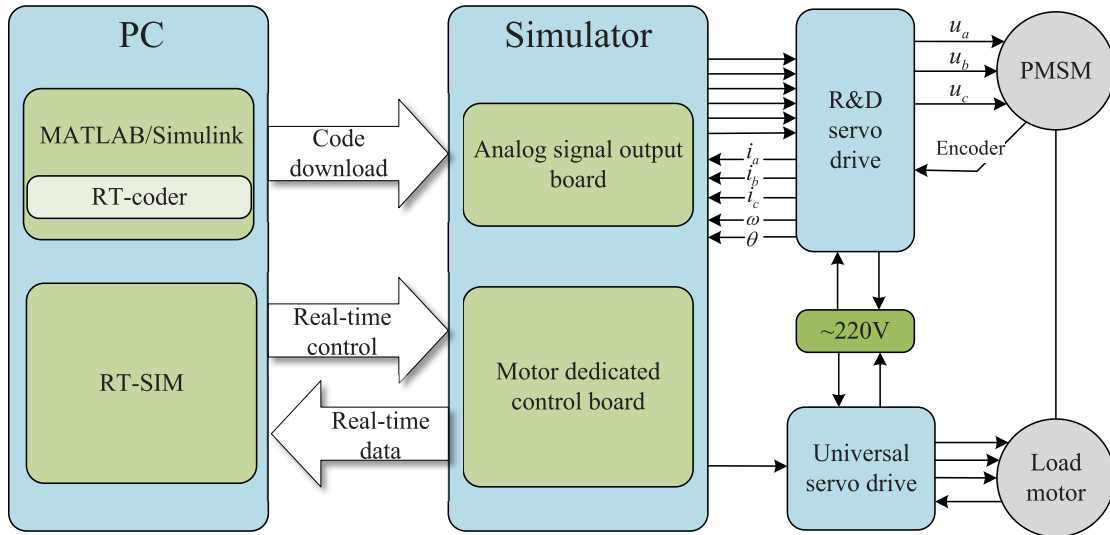 PC
MATLAB/Simulink
RT-coder
RT-SIM
Code
download
Real-time
control
Real-time
data
Simulator
Analog signal output
board
Motor dedicated
control board
i_a
i_b
i_c
ω
θ
R&D
servo
drive
u_a
u_b
u_c
Encoder
PMSM
~220V
Universal
servo drive
Load
motor